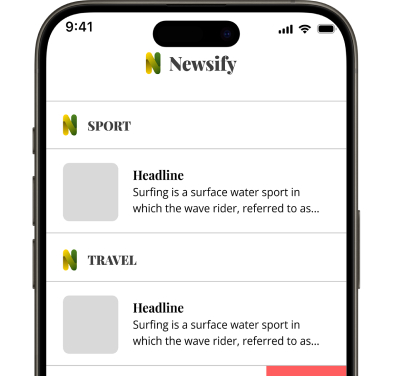 9:41
Newsify
SPORT
Headline
Surfing is a surface water sport in
which the wave rider, referred to as...
TRAVEL
Headline
Surfing is a surface water sport in
which the wave rider, referred to as...